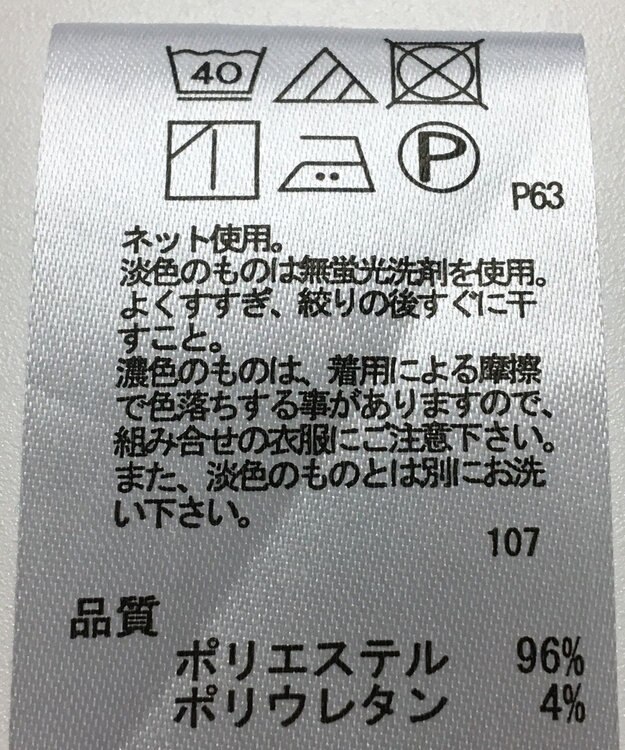 40
P
P63
ネット使用。
淡色のものは無蛍光洗剤を使用。
よくすすぎ、絞りの後すぐに干
すこと。
濃色のものは、着用による摩擦
で色落ちする事がありますので、
組み合せの衣服にご注意下さい。
また、淡色のものとは別にお洗
い下さい。
107
品質
ポリエステル 96%
ポリウレタン 4%